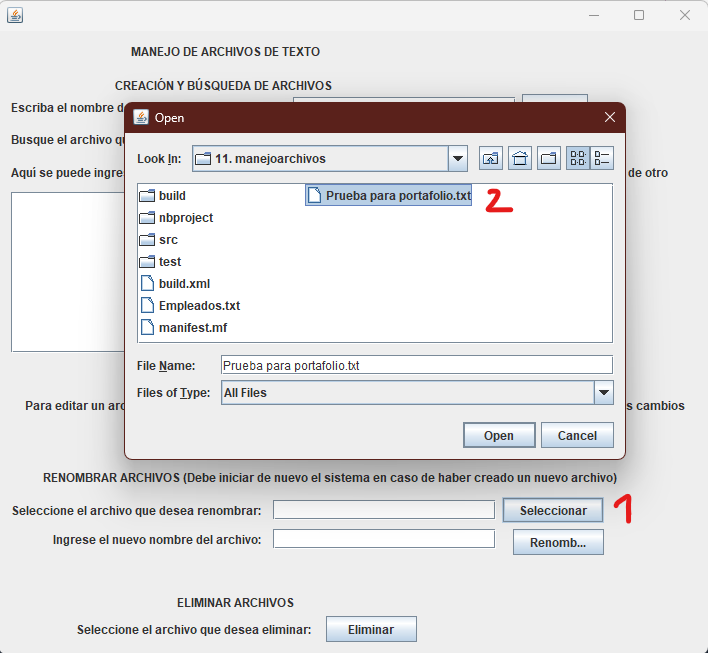 MANEJO DE ARCHIVOS DE TEXTO
CREACIÓN Y BÚSQUEDA DE ARCHIVOS
Escriba el nombre d
Busque el archivo qu
Aquí se puede ingre
de otro
Open
Look In: 11. manejoarchivos
build
nbproject
src
test
build.xml
Empleados.txt
manifest.mf
Prueba para portafolio.txt 2
File Name: Prueba para portafolio.txt
Files of Type: All Files
Open Cancel
Para editar un arc
s cambios
RENOMBRAR ARCHIVOS (Debe iniciar de nuevo el sistema en caso de haber creado un nuevo archivo)
Seleccione el archivo que desea renombrar: Seleccionar 1
Ingrese el nuevo nombre del archivo: Renomb...
ELIMINAR ARCHIVOS
Seleccione el archivo que desea eliminar: Eliminar